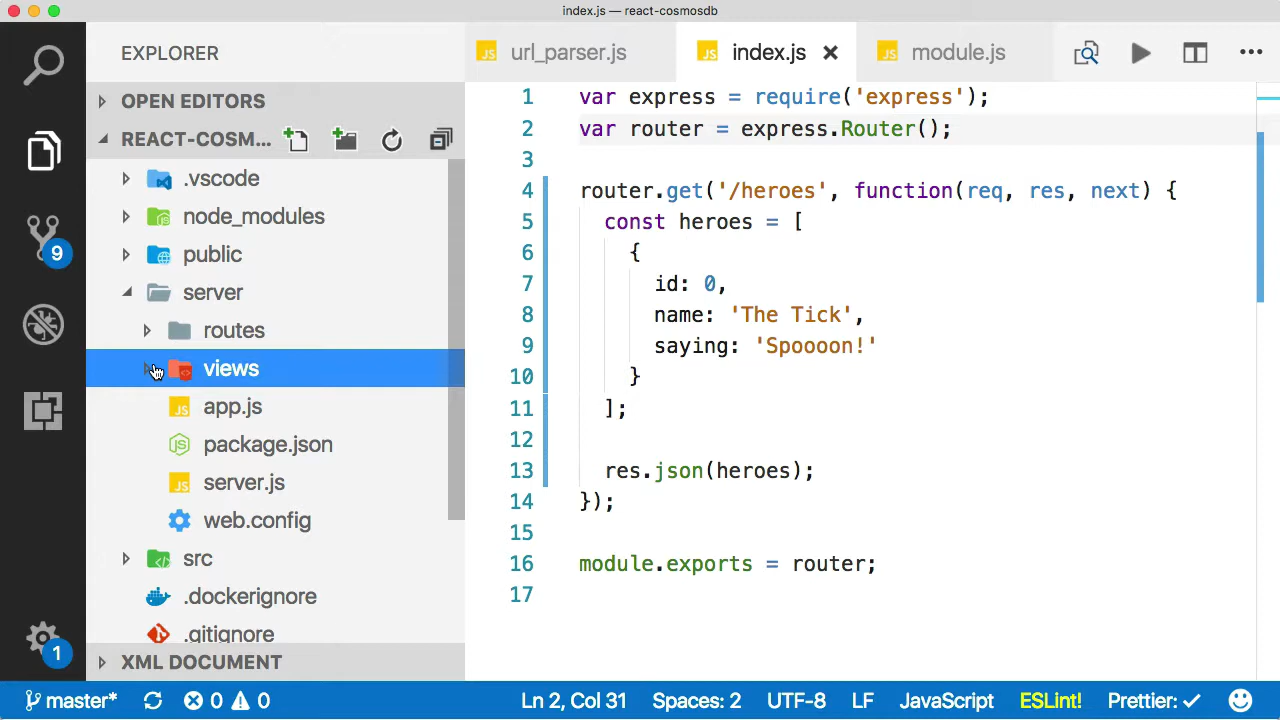 index.js — react-cosmosdb
EXPLORER
OPEN EDITORS
REACT-COSM...
.vscode
node_modules
public
server
routes
views
app.js
package.json
server.js
web.config
src
.dockerignore
.gitignore
XML DOCUMENT
9
1
url_parser.js index.js module.js
1 var express = require('express');
2 var router = express.Router();
3
4 router.get('/heroes', function(req, res, next) {
5 const heroes = [
6 {
7 id: 0,
8 name: 'The Tick',
9 saying: 'Spoooon!'
10 }
11 ];
12
13 res.json(heroes);
14 });
15
16 module.exports = router;
17
master* 0 0 Ln 2, Col 31 Spaces: 2 UTF-8 LF JavaScript ESLint! Prettier: ✓